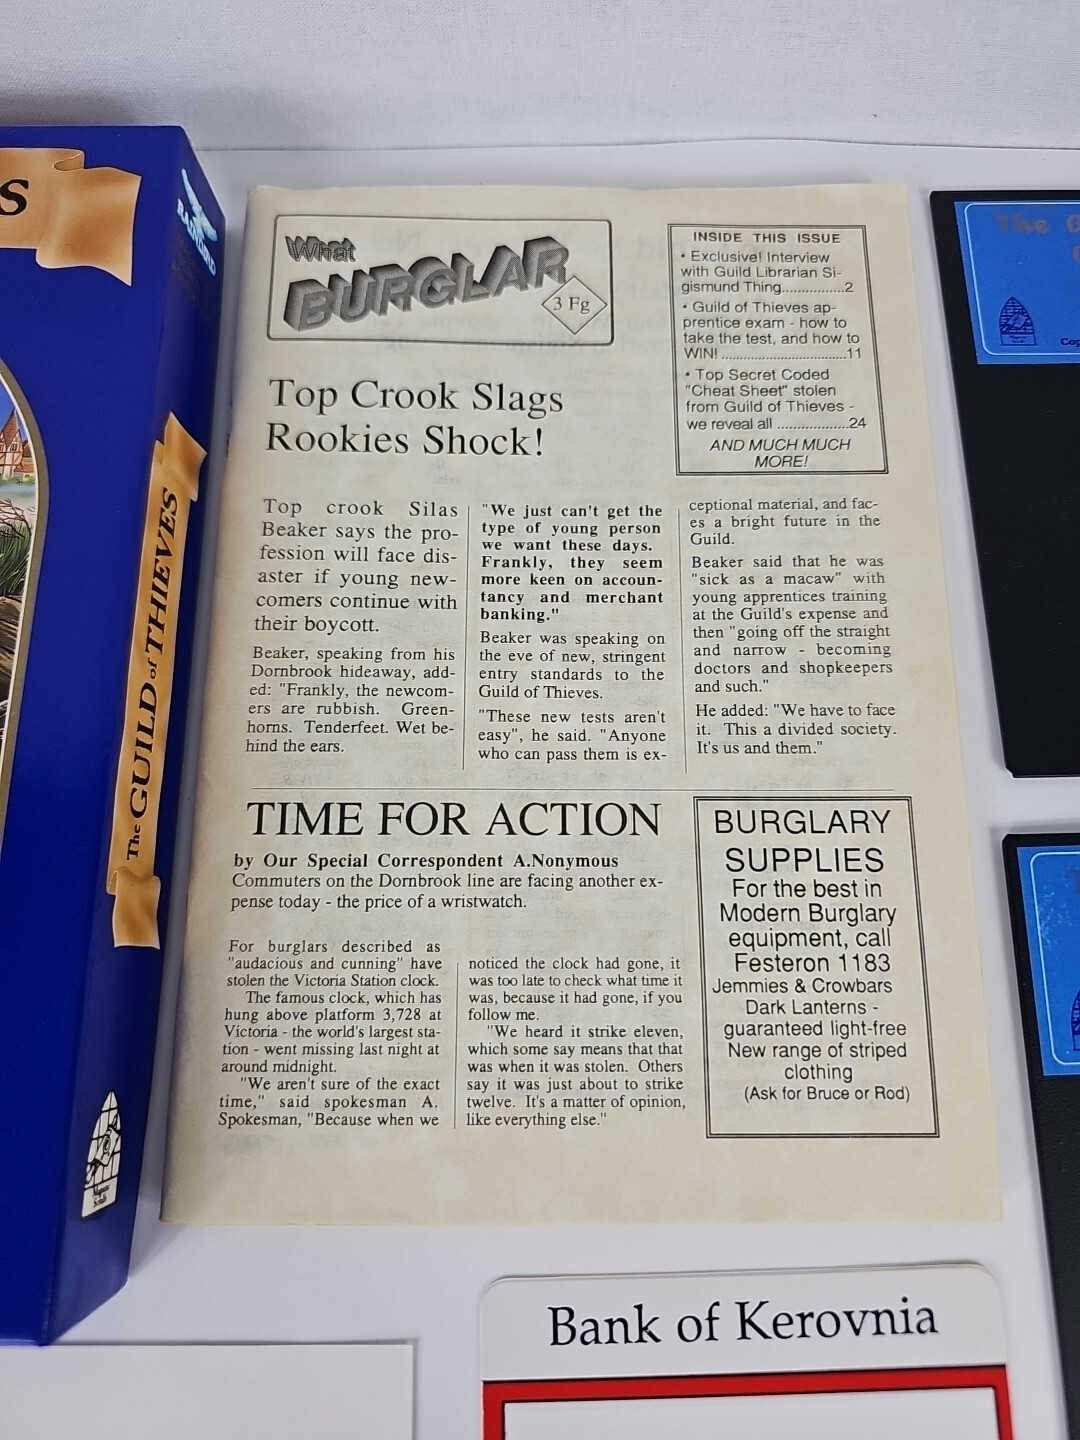 S
RAINBIRD
The GUILD of THIEVES
Magnetic
Scrolls
What
BURGLAR
3 Fg
INSIDE THIS ISSUE
• Exclusive! Interview
with Guild Librarian Si-
gismund Thing...............2
• Guild of Thieves ap-
prentice exam - how to
take the test, and how to
WIN! ..............................11
• Top Secret Coded
"Cheat Sheet" stolen
from Guild of Thieves -
we reveal all ..................24
AND MUCH MUCH
MORE!
Top Crook Slags
Rookies Shock!
Top crook Silas
Beaker says the pro-
fession will face dis-
aster if young new-
comers continue with
their boycott.
Beaker, speaking from his
Dornbrook hideaway, add-
ed: "Frankly, the newcom-
ers are rubbish. Green-
horns. Tenderfeet. Wet be-
hind the ears.
"We just can't get the
type of young person
we want these days.
Frankly, they seem
more keen on accoun-
tancy and merchant
banking."
Beaker was speaking on
the eve of new, stringent
entry standards to the
Guild of Thieves.
"These new tests aren't
easy", he said. "Anyone
who can pass them is ex-
ceptional material, and fac-
es a bright future in the
Guild.
Beaker said that he was
"sick as a macaw" with
young apprentices training
at the Guild's expense and
then "going off the straight
and narrow - becoming
doctors and shopkeepers
and such."
He added: "We have to face
it. This a divided society.
It's us and them."
TIME FOR ACTION
by Our Special Correspondent A.Nonymous
Commuters on the Dornbrook line are facing another ex-
pense today - the price of a wristwatch.
For burglars described as
"audacious and cunning" have
stolen the Victoria Station clock.
The famous clock, which has
hung above platform 3,728 at
Victoria - the world's largest sta-
tion - went missing last night at
around midnight.
"We aren't sure of the exact
time," said spokesman A.
Spokesman, "Because when we
noticed the clock had gone, it
was too late to check what time it
was, because it had gone, if you
follow me.
"We heard it strike eleven,
which some say means that that
was when it was stolen. Others
say it was just about to strike
twelve. It's a matter of opinion,
like everything else."
BURGLARY
SUPPLIES
For the best in
Modern Burglary
equipment, call
Festeron 1183
Jemmies & Crowbars
Dark Lanterns -
guaranteed light-free
New range of striped
clothing
(Ask for Bruce or Rod)
The
Cop
Bank of Kerovnia